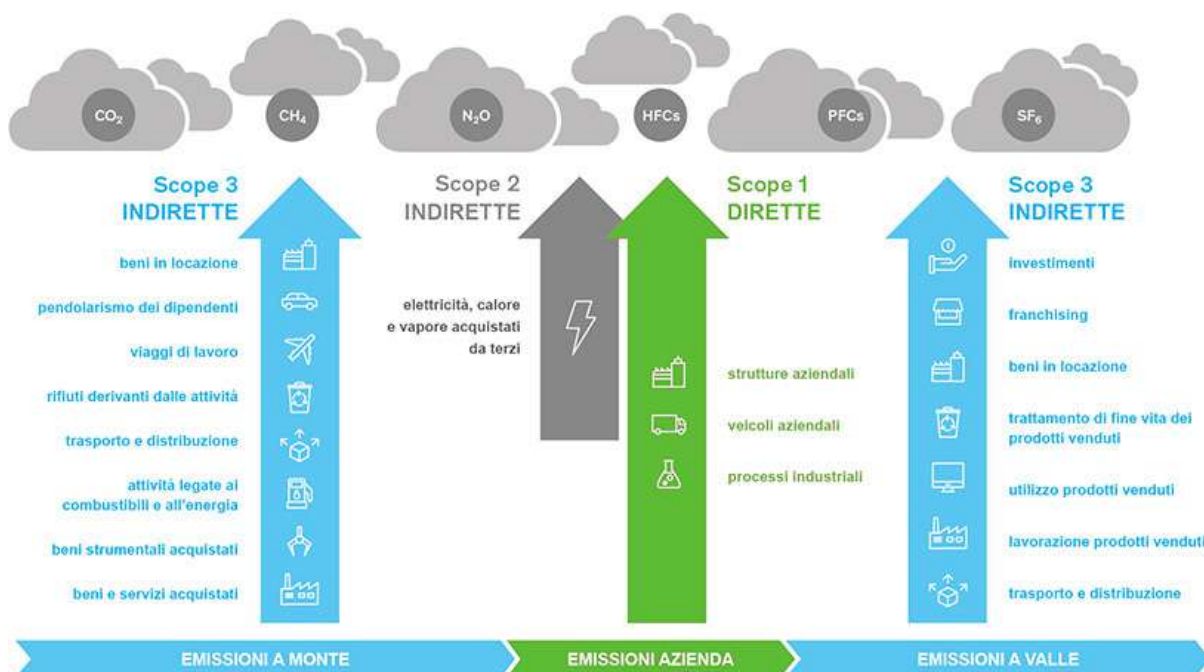 CO₂
CH₄
N₂O
HFCs
PFCs
SF₆
Scope 3
INDIRETTE
beni in locazione
pendolarismo dei dipendenti
viaggi di lavoro
rifiuti derivanti dalle attività
trasporto e distribuzione
attività legate ai
combustibili e all'energia
beni strumentali acquistati
beni e servizi acquistati
Scope 2
INDIRETTE
elettricità, calore
e vapore acquistati
da terzi
Scope 1
DIRETTE
strutture aziendali
veicoli aziendali
processi industriali
Scope 3
INDIRETTE
investimenti
franchising
beni in locazione
trattamento di fine vita dei
prodotti venduti
utilizzo prodotti venduti
lavorazione prodotti venduti
trasporto e distribuzione
EMISSIONI A MONTE
EMISSIONI AZIENDA
EMISSIONI A VALLE